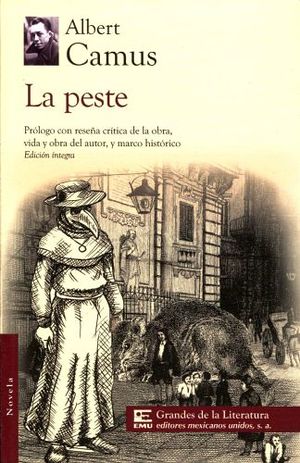 Albert
Camus
La peste
Prólogo con reseña crítica de la obra,
vida y obra del autor, y marco histórico
Edición íntegra
Novela
EMU
Grandes de la Literatura
editores mexicanos unidos, s. a.